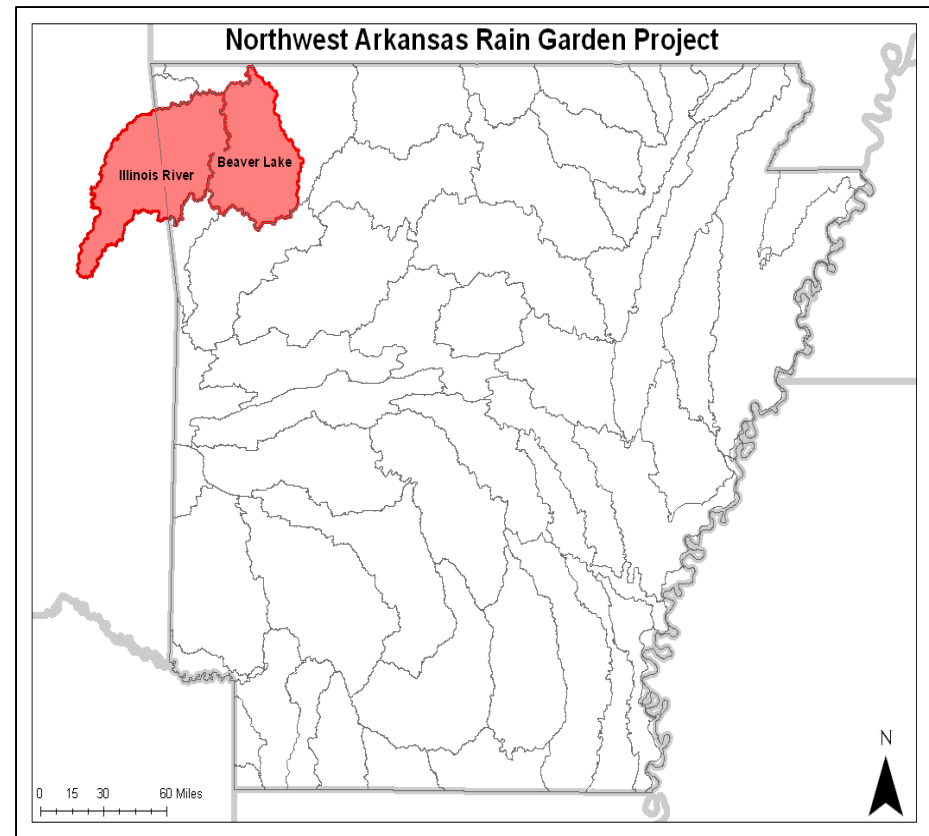 Northwest Arkansas Rain Garden Project
Beaver Lake
Illinois River
N
0 15 30 60 Miles